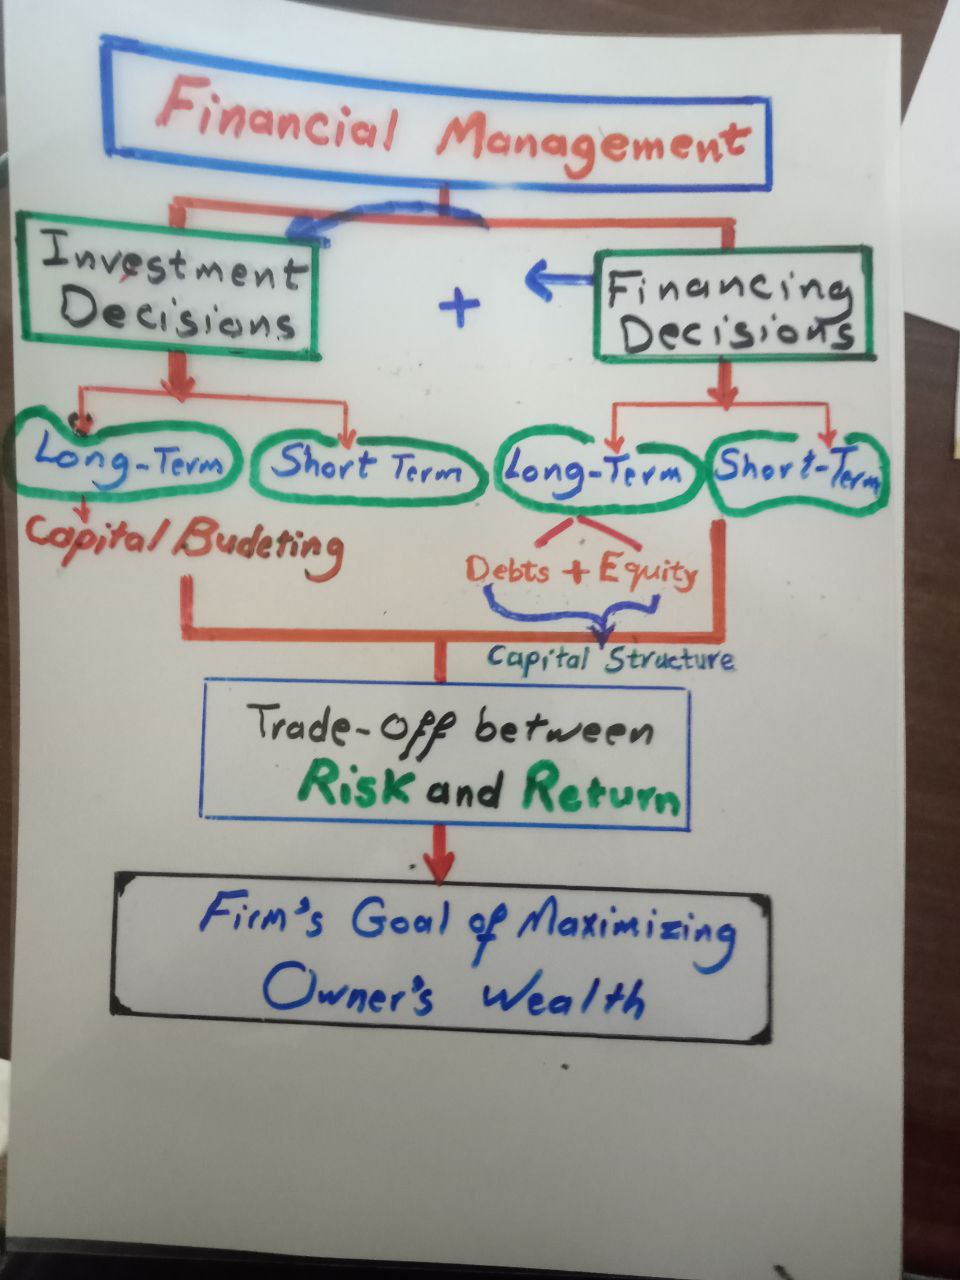 Financial Management
Investment
Decisions
+
Financing
Decisions
Long-Term
Short Term
Long-Term
Short-Term
Capital Budeting
Debts + Equity
Capital Structure
Trade-off between
Risk and Return
Firm's Goal of Maximizing
Owner's Wealth